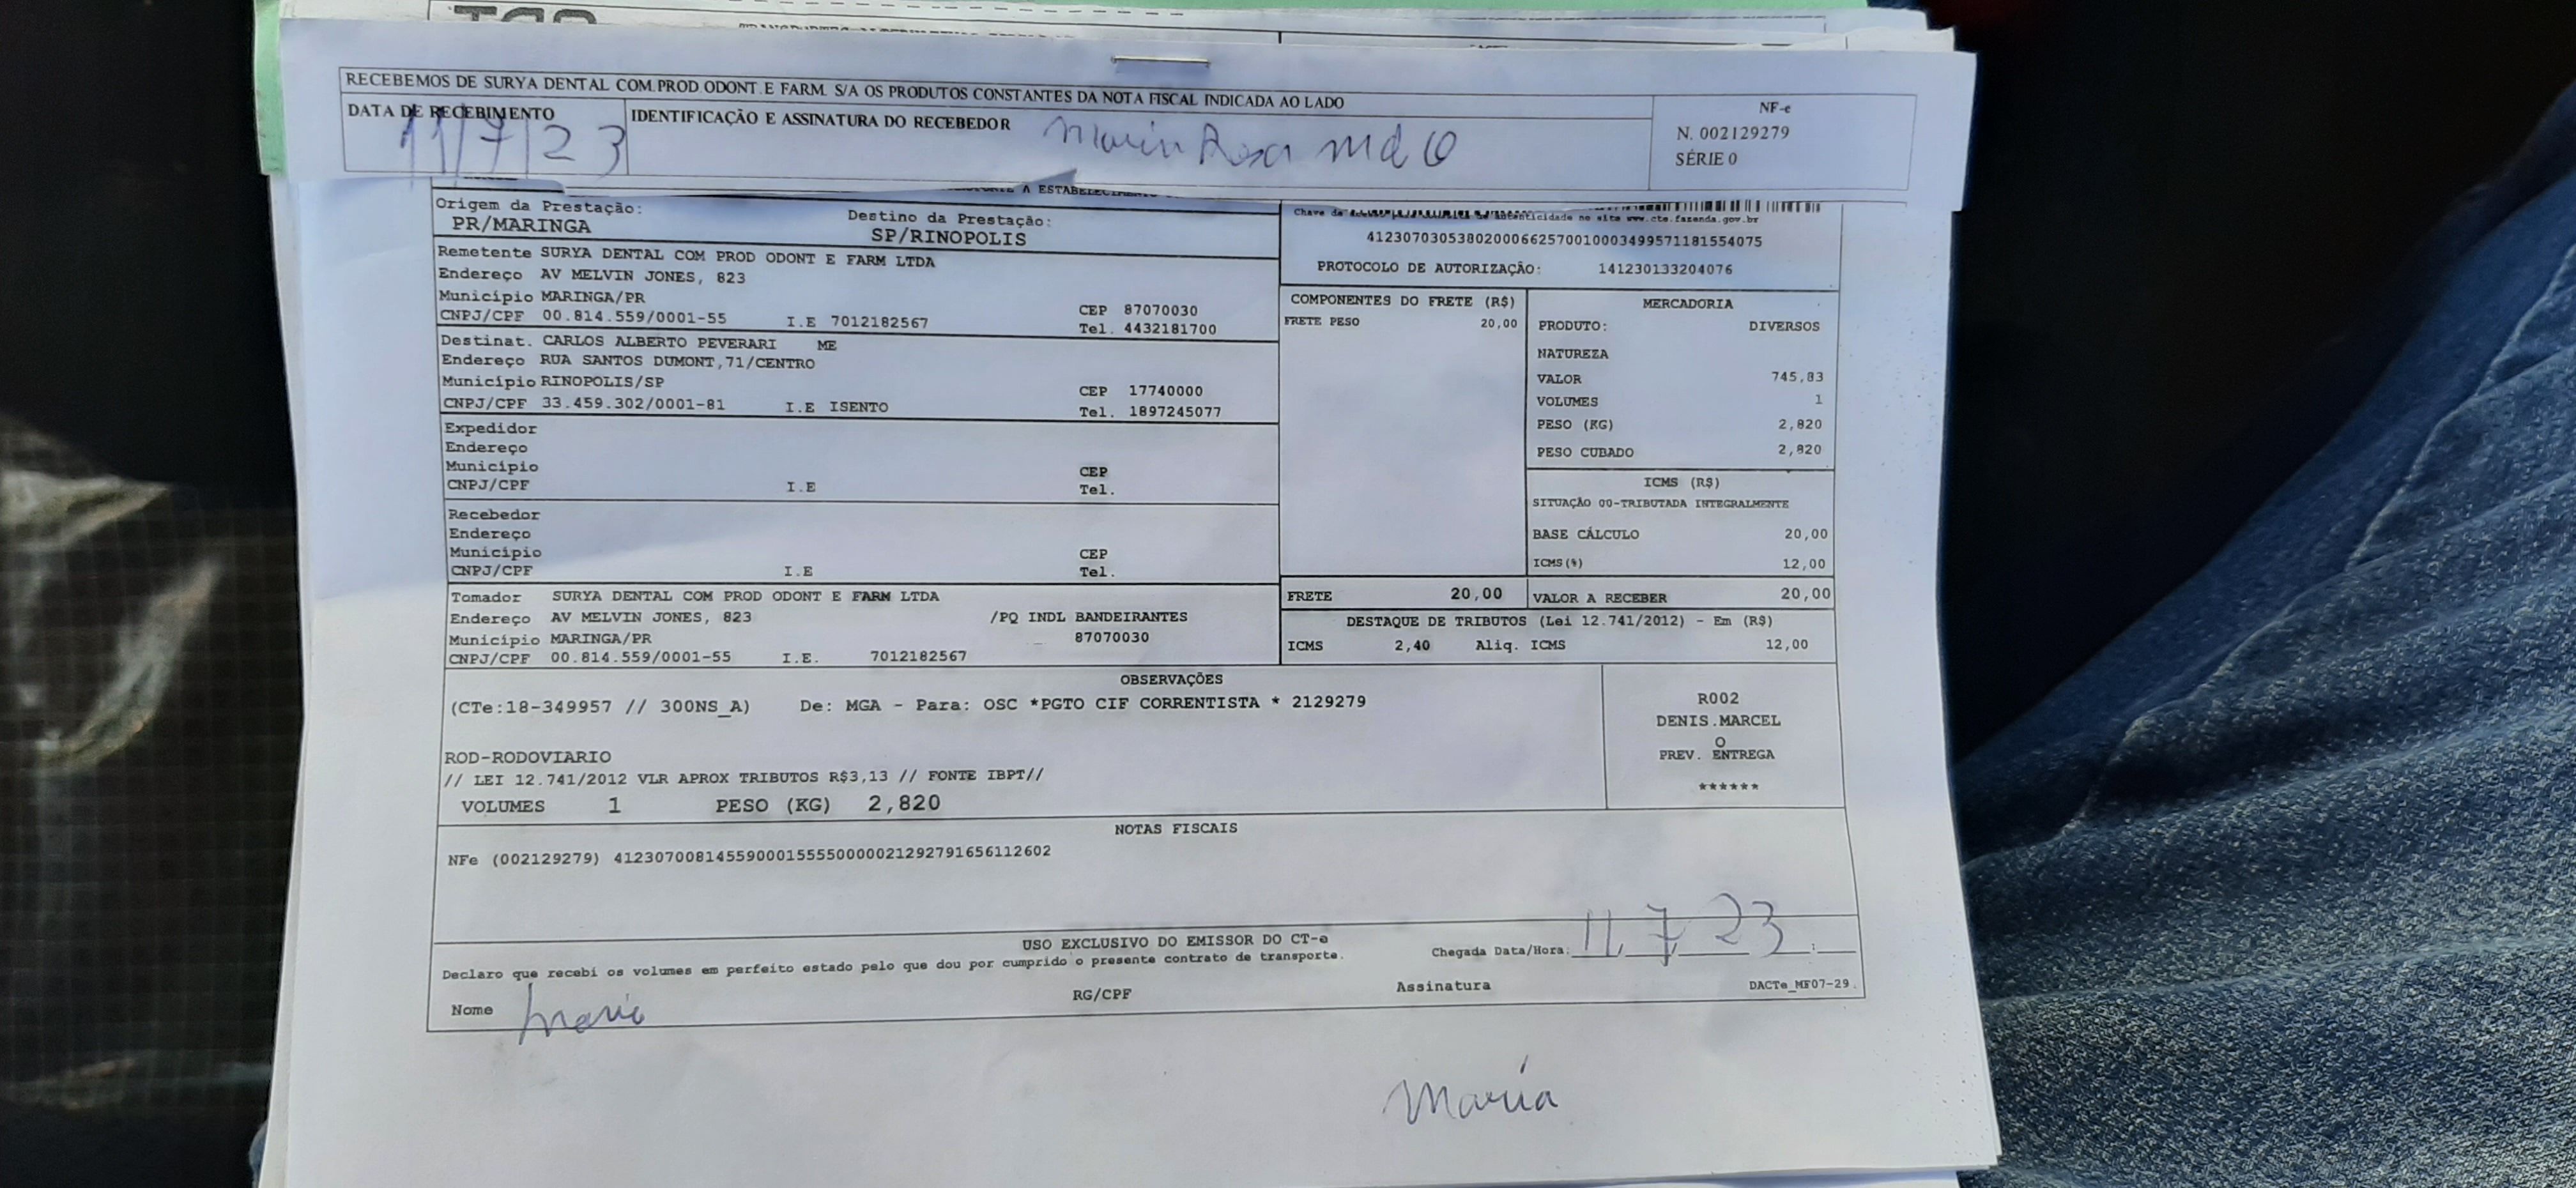 RECEBEMOS DE SURYA DENTAL COM.PROD ODONT.E FARM. S/A OS PRODUTOS CONSTANTES DA NOTA FISCAL INDICADA AO LADO
DATA DE RECEBIMENTO
11/7/23
IDENTIFICAÇÃO E ASSINATURA DO RECEBEDOR
Maria Rosa M d O
NF-e
N. 002129279
SÉRIE 0
Origem da Prestação:
PR/MARINGA
Destino da Prestação:
SP/RINOPOLIS
Remetente SURYA DENTAL COM PROD ODONT E FARM LTDA
Endereço AV MELVIN JONES, 823
Município MARINGA/PR CEP 87070030
CNPJ/CPF 00.814.559/0001-55 I.E 7012182567 Tel. 4432181700
Destinat. CARLOS ALBERTO PEVERARI ME
Endereço RUA SANTOS DUMONT,71/CENTRO
Município RINOPOLIS/SP CEP 17740000
CNPJ/CPF 33.459.302/0001-81 I.E ISENTO Tel. 1897245077
Expedidor
Endereço
Município CEP
CNPJ/CPF I.E Tel.
Recebedor
Endereço
Município CEP
CNPJ/CPF I.E Tel.
Tomador SURYA DENTAL COM PROD ODONT E FARM LTDA
Endereço AV MELVIN JONES, 823 /PQ INDL BANDEIRANTES
Município MARINGA/PR 87070030
CNPJ/CPF 00.814.559/0001-55 I.E. 7012182567
Chave de autenticidade no site www.cte.fazenda.gov.br
41230703053802000662570010003499571181554075
PROTOCOLO DE AUTORIZAÇÃO: 141230133204076
COMPONENTES DO FRETE (R$)
FRETE PESO 20,00
MERCADORIA
PRODUTO: DIVERSOS
NATUREZA
VALOR 745,83
VOLUMES 1
PESO (KG) 2,820
PESO CUBADO 2,820
ICMS (R$)
SITUAÇÃO 00-TRIBUTADA INTEGRALMENTE
BASE CÁLCULO 20,00
ICMS(%) 12,00
FRETE 20,00 VALOR A RECEBER 20,00
DESTAQUE DE TRIBUTOS (Lei 12.741/2012) - Em (R$)
ICMS 2,40 Aliq. ICMS 12,00
OBSERVAÇÕES
(CTe:18-349957 // 300NS_A) De: MGA - Para: OSC *PGTO CIF CORRENTISTA * 2129279
ROD-RODOVIARIO
// LEI 12.741/2012 VLR APROX TRIBUTOS R$3,13 // FONTE IBPT//
VOLUMES 1 PESO (KG) 2,820
R002
DENIS.MARCEL
O
PREV. ENTREGA
******
NOTAS FISCAIS
NFe (002129279) 41230700814559000155550000021292791656112602
USO EXCLUSIVO DO EMISSOR DO CT-e
Declaro que recebi os volumes em perfeito estado pelo que dou por cumprido o presente contrato de transporte.
Chegada Data/Hora: 11 7 23
Nome Maria
RG/CPF
Assinatura
DACTe_MF07-29.
Maria